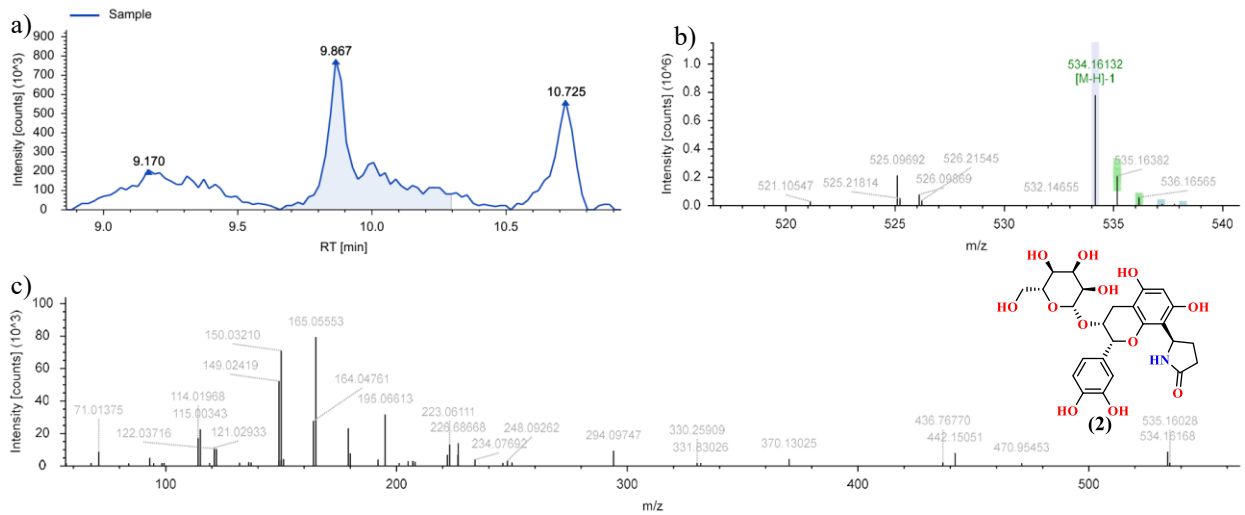 a)
Sample
Intensity [counts] (10^3)
900
800
700
600
500
400
300
200
100
0
9.170
9.867
10.725
9.0
9.5
10.0
10.5
RT [min]
b)
Intensity [counts] (10^6)
1.0
0.8
0.6
0.4
0.2
0.0
534.16132
[M-H]-1
521.10547
525.21814
525.09692
526.09869
526.21545
532.14655
535.16382
536.16565
520
525
530
535
540
m/z
c)
Intensity [counts] (10^3)
100
80
60
40
20
0
71.01375
114.01968
115.00343
122.03716
121.02933
149.02419
150.03210
165.05553
164.04761
195.06613
223.06111
226.68668
234.07692
248.09262
294.09747
330.25909
331.83026
370.13025
436.76770
442.15051
470.95453
535.16028
534.16168
100
200
300
400
500
m/z
HO
OH
OH
HO
O
OH
O
OH
OH
O
HN
O
HO
OH
(2)